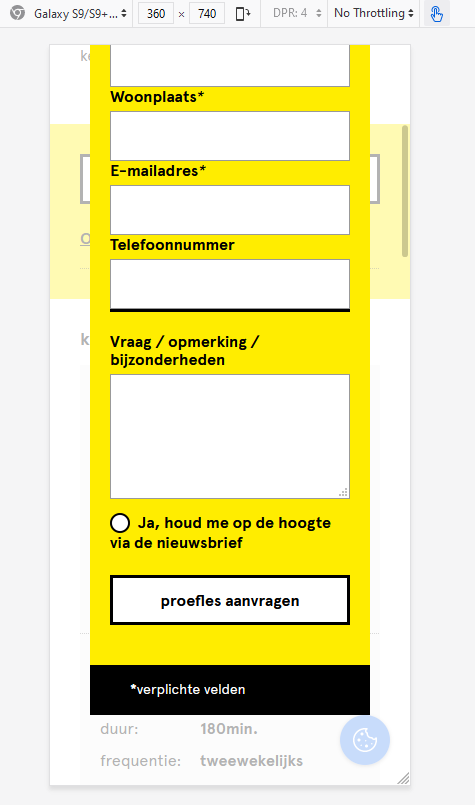 Galaxy S9/S9+...
360 × 740
DPR: 4
No Throttling
k
Woonplaats*
E-mailadres*
O
Telefoonnummer
k
Vraag / opmerking /
bijzonderheden
Ja, houd me op de hoogte
via de nieuwsbrief
proefles aanvragen
*verplichte velden
duur: 180min.
frequentie: tweewekelijks